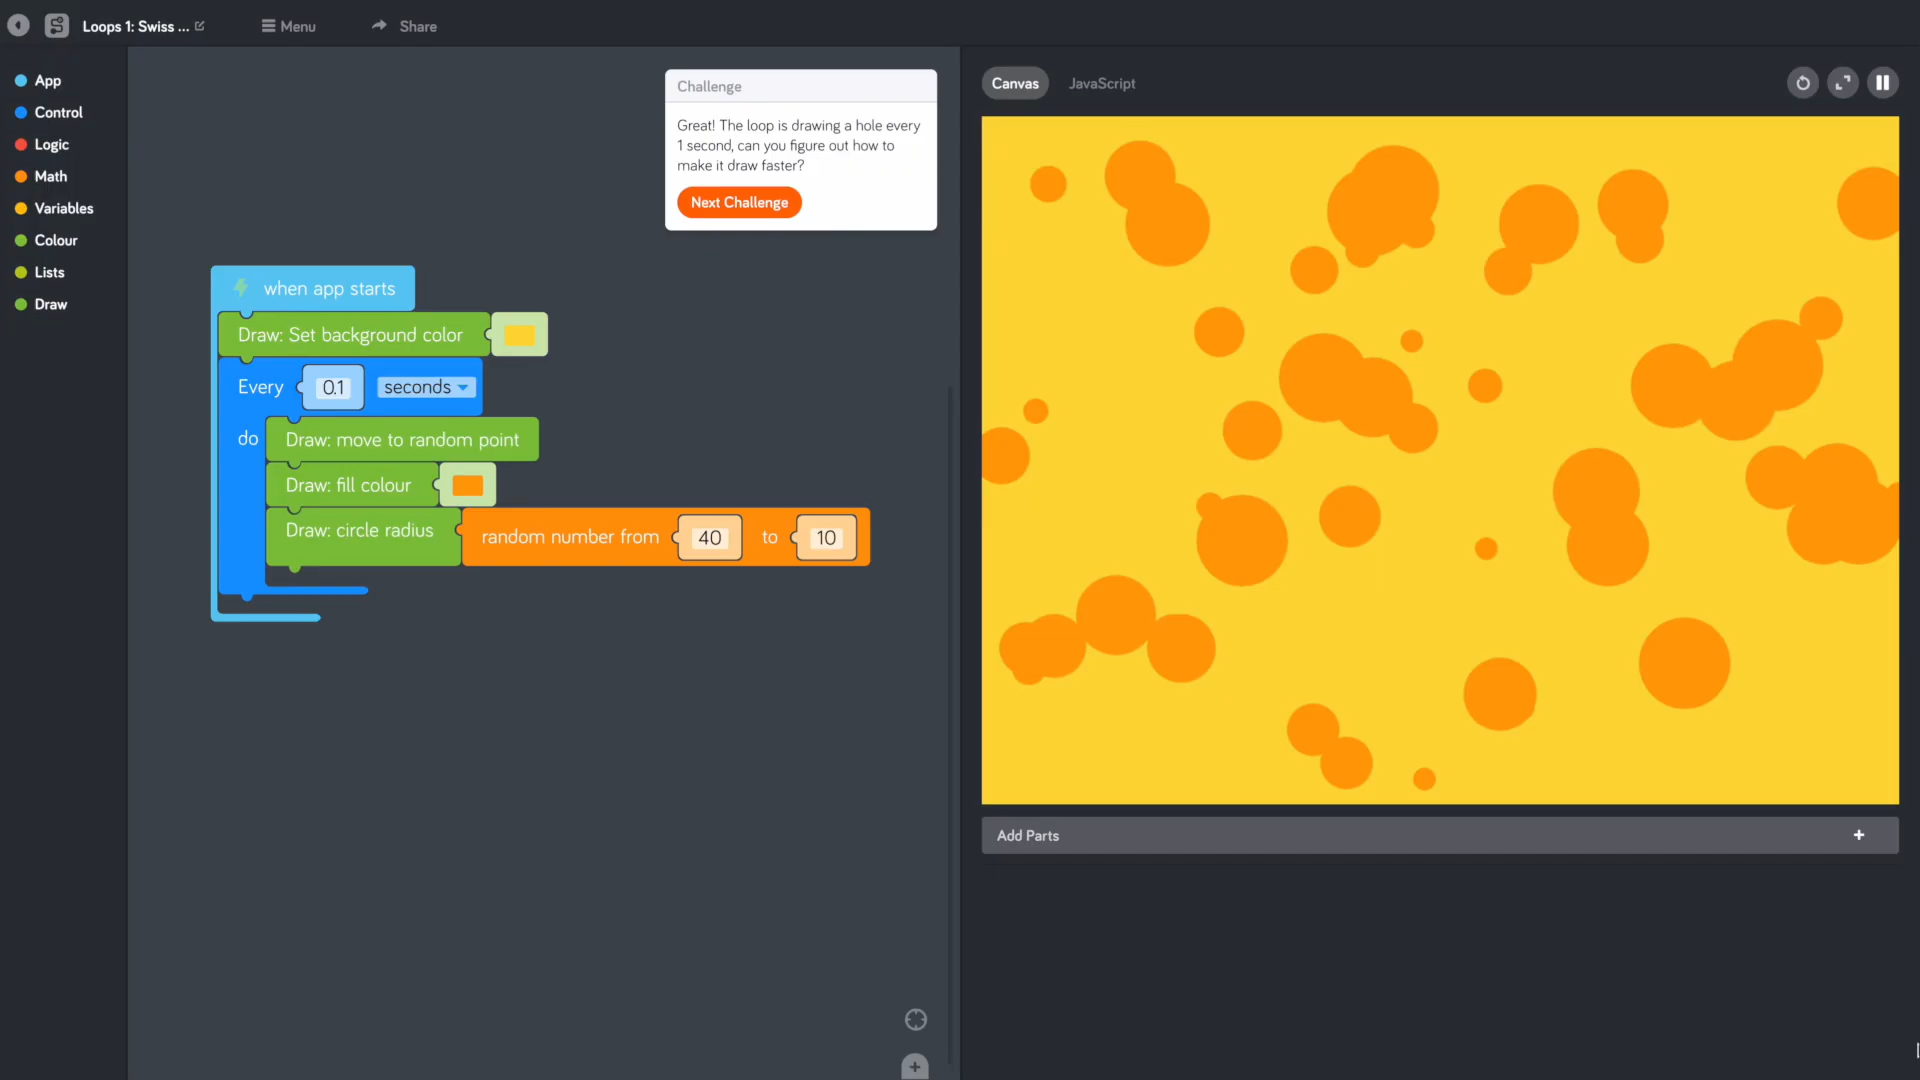 Loops 1: Swiss ...
Menu
Share
App
Control
Logic
Math
Variables
Colour
Lists
Draw
Challenge
Great! The loop is drawing a hole every
1 second, can you figure out how to
make it draw faster?
Next Challenge
when app starts
Draw: Set background color
Every 0.1 seconds
do Draw: move to random point
Draw: fill colour
Draw: circle radius random number from 40 to 10
Canvas JavaScript
Add Parts +